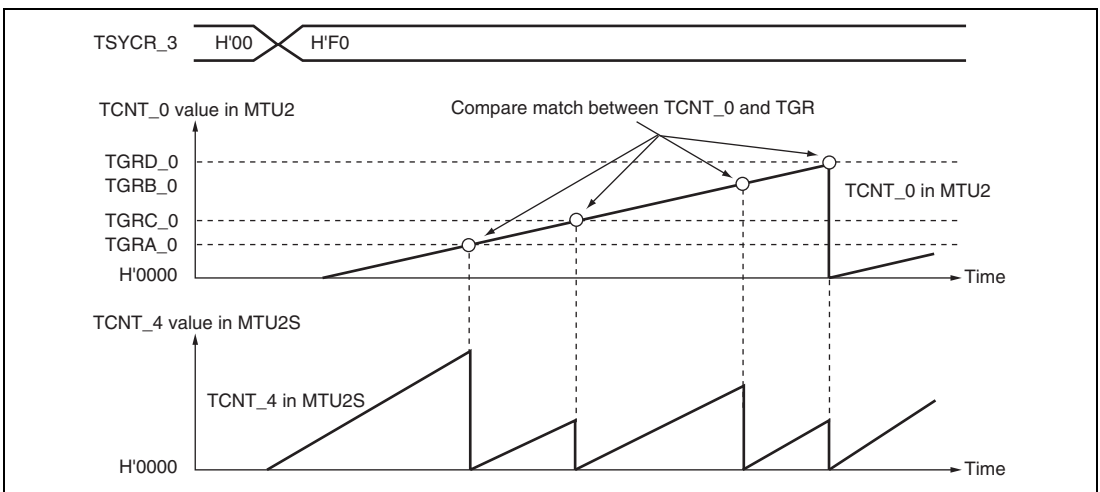 TSYCR_3 H'00 H'F0
TCNT_0 value in MTU2
Compare match between TCNT_0 and TGR
TGRD_0
TGRB_0
TCNT_0 in MTU2
TGRC_0
TGRA_0
H'0000
Time
TCNT_4 value in MTU2S
TCNT_4 in MTU2S
H'0000
Time